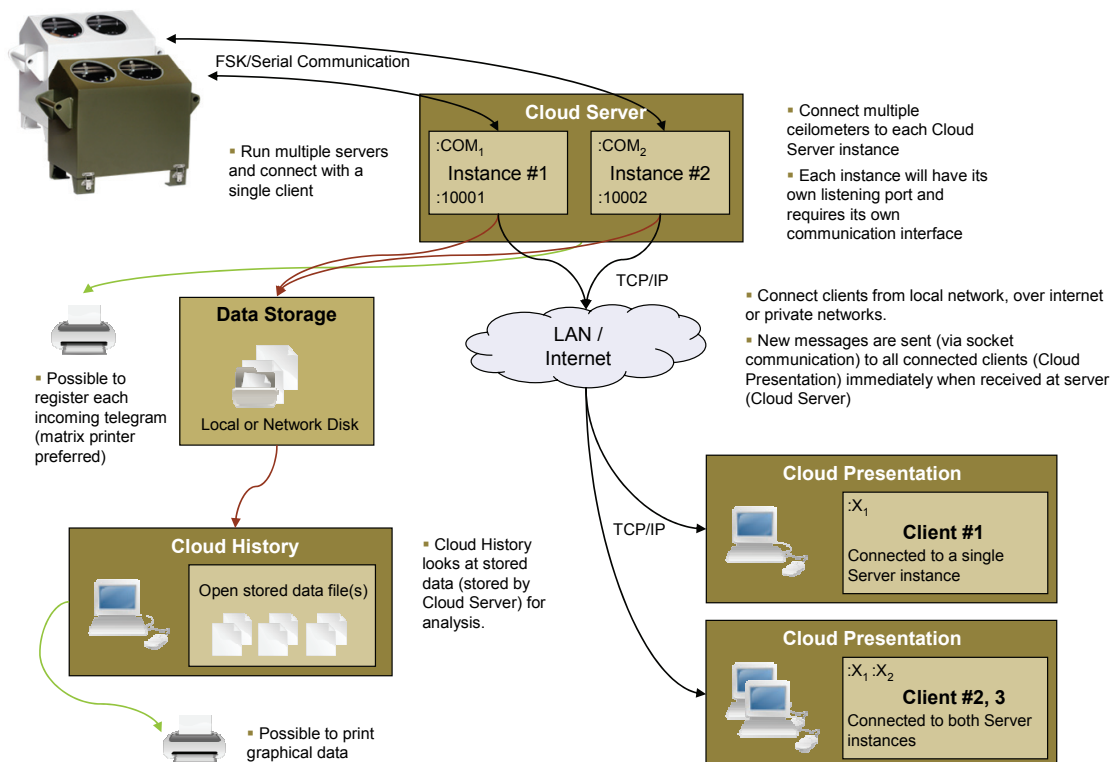 FSK/Serial Communication
▪ Run multiple servers
and connect with a
single client
Cloud Server
:COM₁
Instance #1
:10001
:COM₂
Instance #2
:10002
▪ Connect multiple
ceilometers to each Cloud
Server instance
▪ Each instance will have its
own listening port and
requires its own
communication interface
TCP/IP
LAN /
Internet
▪ Connect clients from local network, over internet
or private networks.
▪ New messages are sent (via socket
communication) to all connected clients (Cloud
Presentation) immediately when received at server
(Cloud Server)
▪ Possible to
register each
incoming telegram
(matrix printer
preferred)
Data Storage
Local or Network Disk
Cloud History
Open stored data file(s)
▪ Cloud History
looks at stored
data (stored by
Cloud Server) for
analysis.
▪ Possible to print
graphical data
TCP/IP
Cloud Presentation
:X₁
Client #1
Connected to a single
Server instance
Cloud Presentation
:X₁ :X₂
Client #2, 3
Connected to both Server
instances